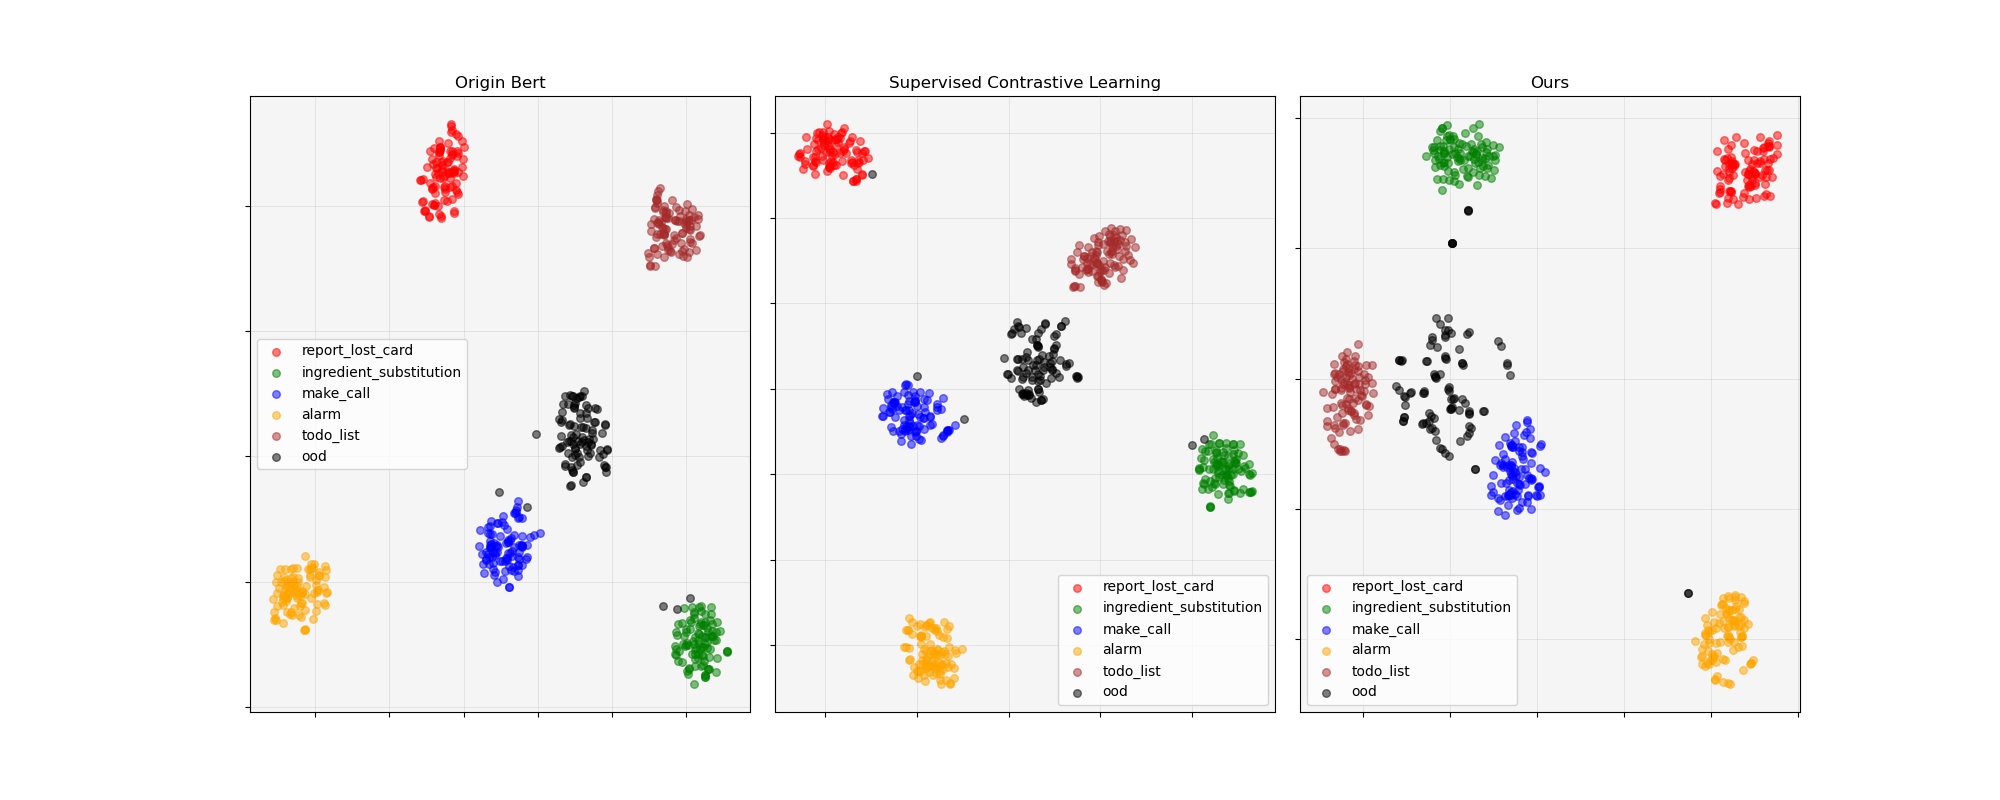 Origin Bert
report_lost_card
ingredient_substitution
make_call
alarm
todo_list
ood
Supervised Contrastive Learning
report_lost_card
ingredient_substitution
make_call
alarm
todo_list
ood
Ours
report_lost_card
ingredient_substitution
make_call
alarm
todo_list
ood